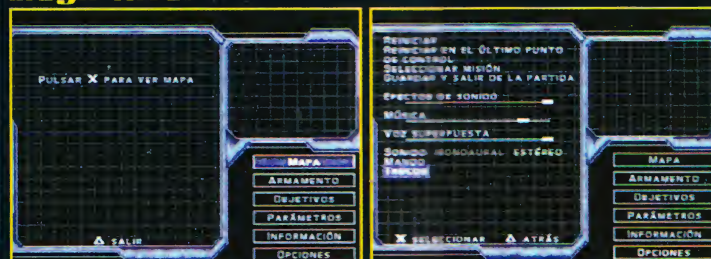 PULSAR X PARA VER MAPA
MAPA
ARMAMENTO
OBJETIVOS
PARÁMETROS
INFORMACIÓN
OPCIONES
△ SALIR
REINICIAR
REINICIAR EN EL ÚLTIMO PUNTO
DE CONTROL
SELECCIONAR MISIÓN
GUARDAR Y SALIR DE LA PARTIDA
EFECTOS DE SONIDO
MÚSICA
VOZ SUPERPUESTA
SONIDO MONOAURAL ESTÉREO
MANDO
TRUCOS
X SELECCIONAR △ ATRÁS
MAPA
ARMAMENTO
OBJETIVOS
PARÁMETROS
INFORMACIÓN
OPCIONES